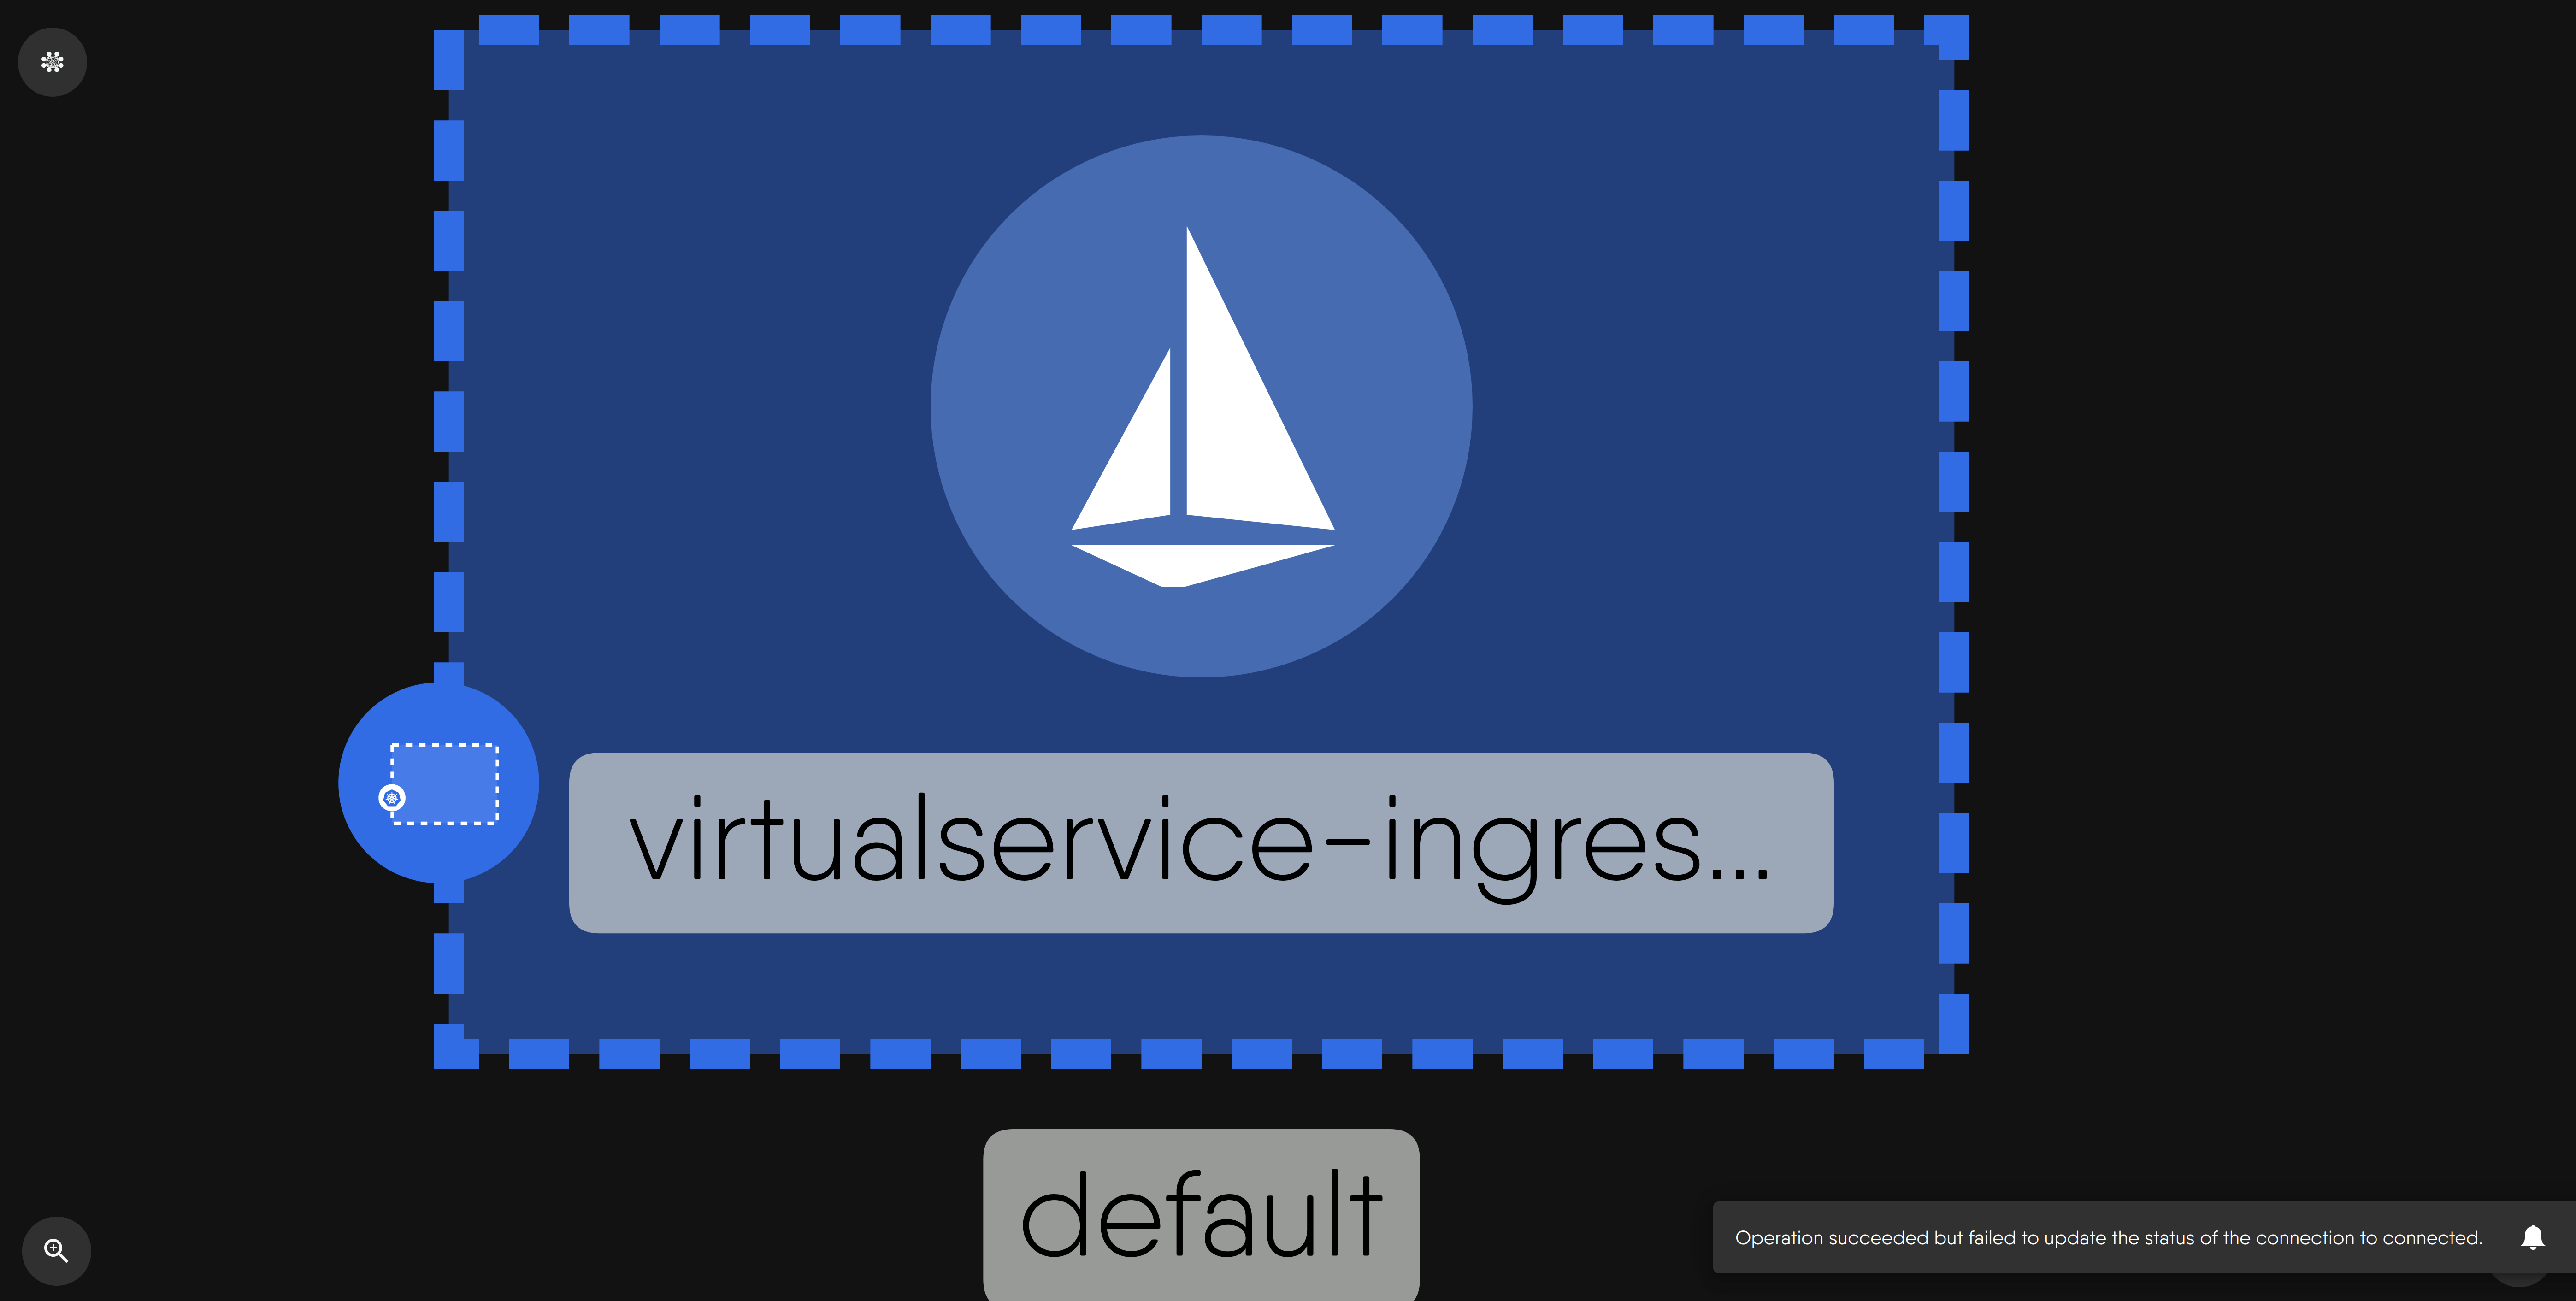 virtualservice-ingres...
default
Operation succeeded but failed to update the status of the connection to connected.